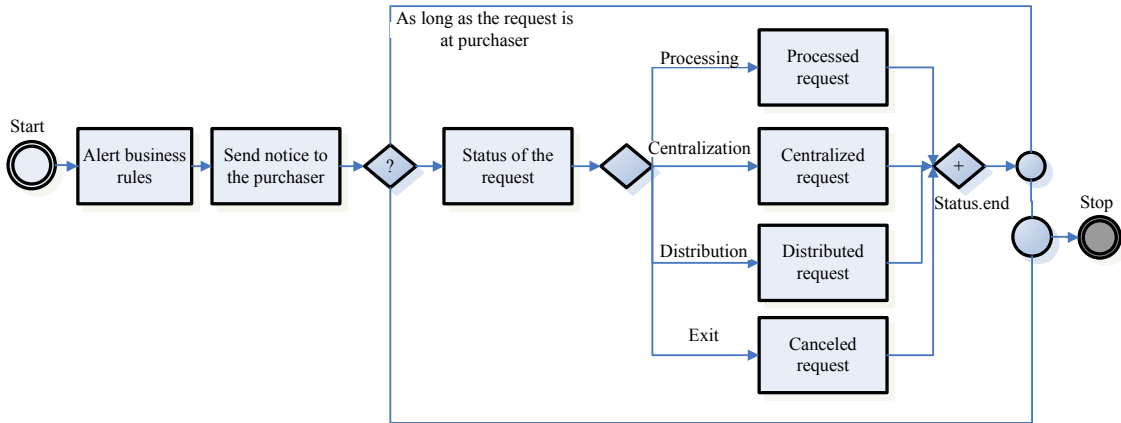 As long as the request is
at purchaser
Start
Alert business
rules
Send notice to
the purchaser
?
Status of the
request
Processing
Processed
request
Centralization
Centralized
request
Distribution
Distributed
request
Exit
Canceled
request
+
Status.end
Stop